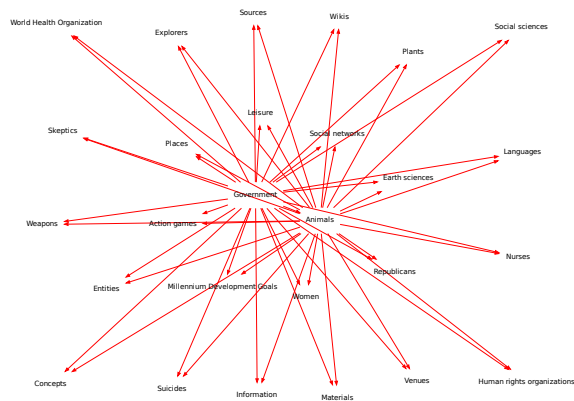 Sources
Wikis
World Health Organization
Social sciences
Explorers
Plants
Leisure
Skeptics
Social networks
Places
Languages
Earth sciences
Government
Weapons
Action games
Animals
Nurses
Republicans
Entities
Millennium Development Goals
Women
Concepts
Suicides
Information
Materials
Venues
Human rights organizations